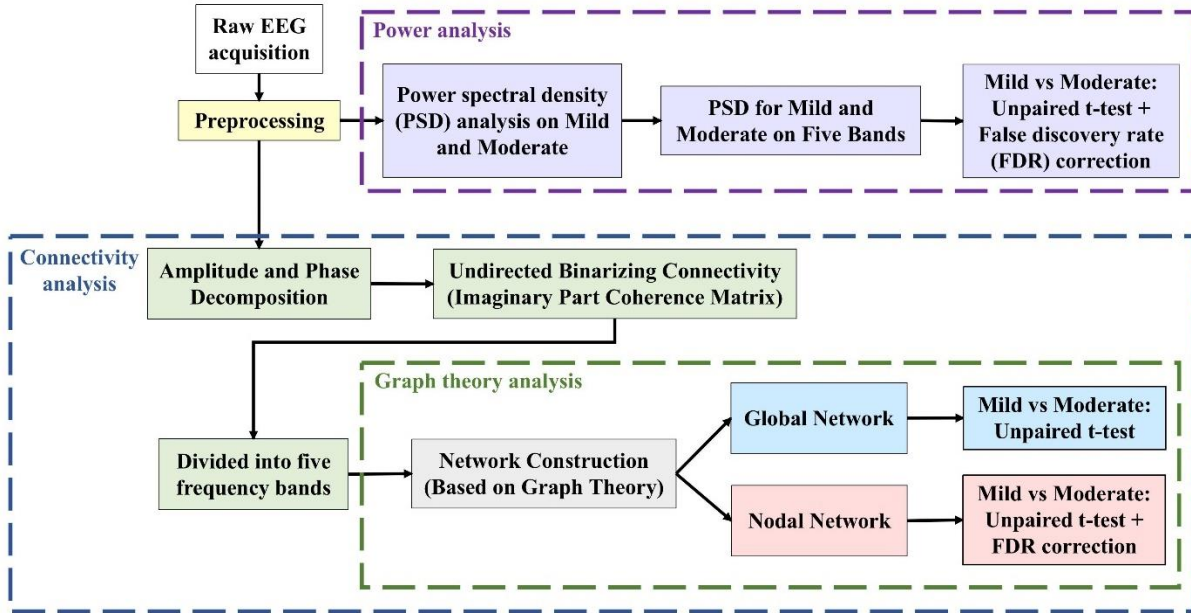 Raw EEG
acquisition
Preprocessing
Power analysis
Power spectral density
(PSD) analysis on Mild
and Moderate
PSD for Mild and
Moderate on Five Bands
Mild vs Moderate:
Unpaired t-test +
False discovery rate
(FDR) correction
Connectivity
analysis
Amplitude and Phase
Decomposition
Undirected Binarizing Connectivity
(Imaginary Part Coherence Matrix)
Divided into five
frequency bands
Graph theory analysis
Network Construction
(Based on Graph Theory)
Global Network
Mild vs Moderate:
Unpaired t-test
Nodal Network
Mild vs Moderate:
Unpaired t-test +
FDR correction